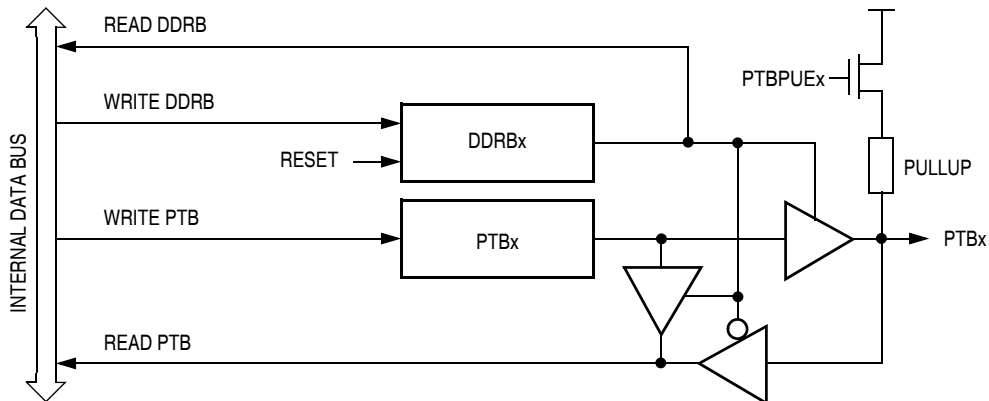 READ DDRB
PTBPUEx
WRITE DDRB
DDRBx
RESET
PULLUP
WRITE PTB
PTBx
PTBx
READ PTB
INTERNAL DATA BUS